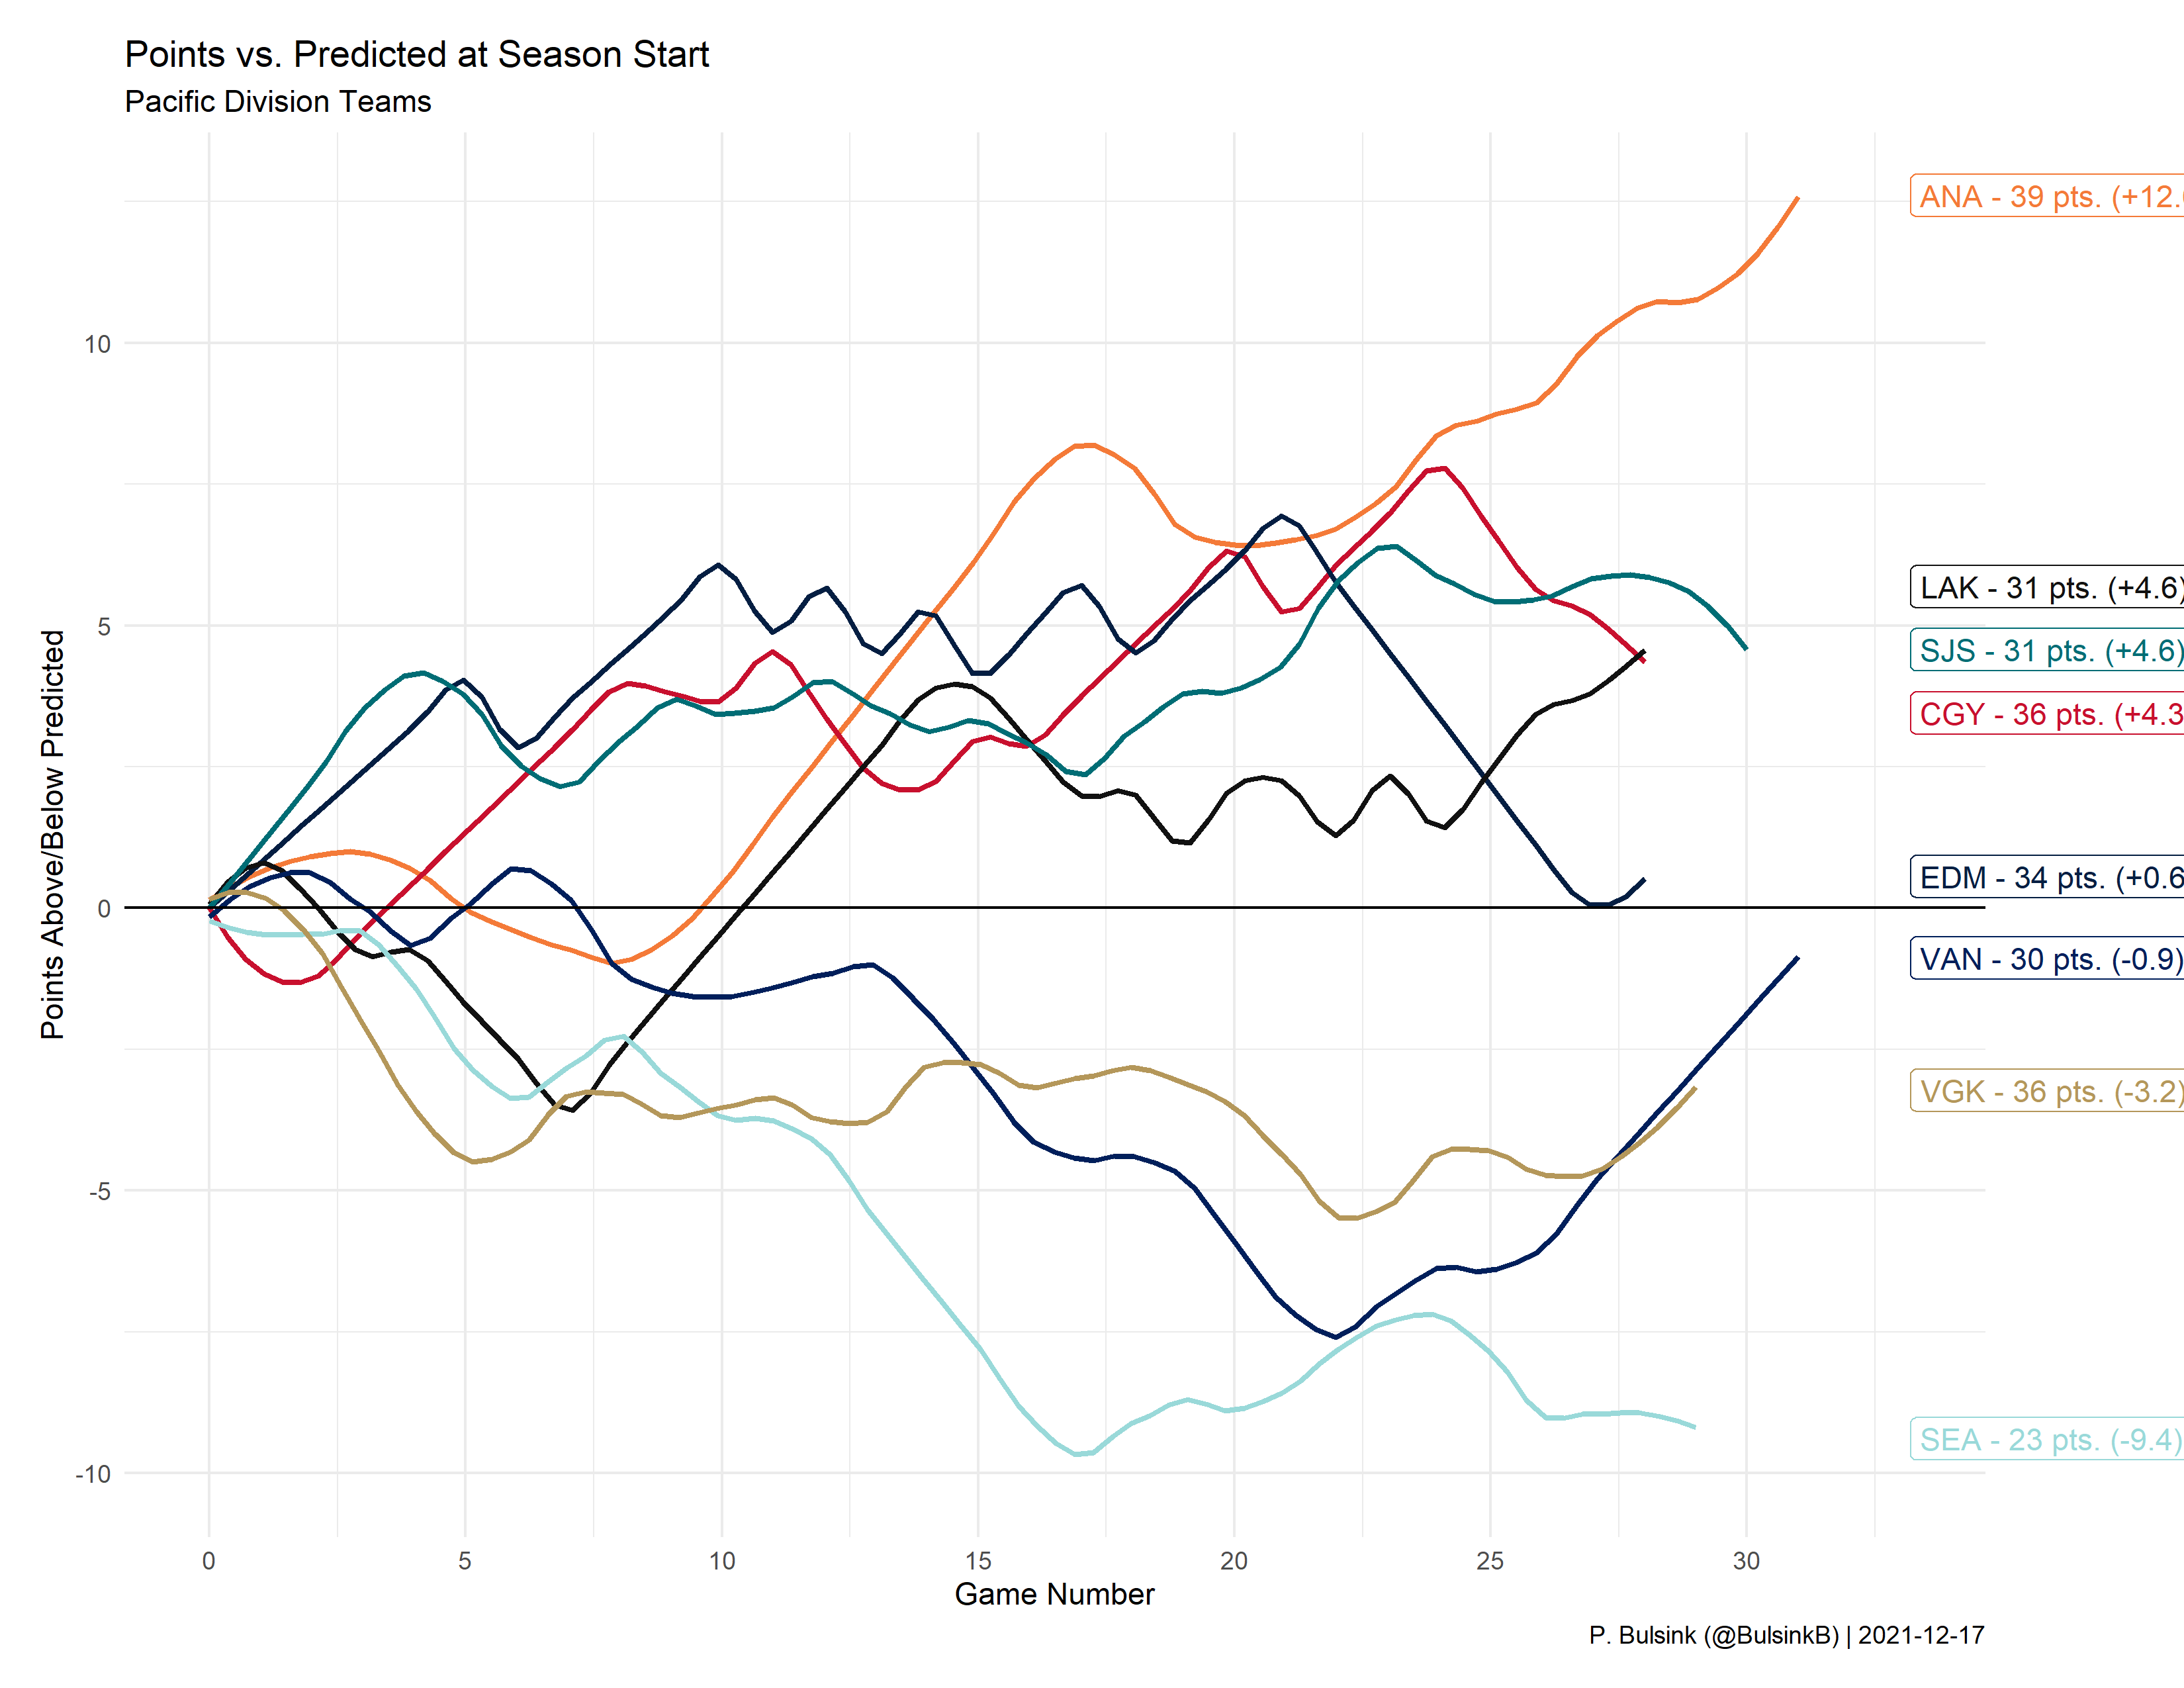 Points vs. Predicted at Season Start
Pacific Division Teams
Points Above/Below Predicted
10
5
0
-5
-10
ANA - 39 pts. (+12.
LAK - 31 pts. (+4.6)
SJS - 31 pts. (+4.6)
CGY - 36 pts. (+4.3
EDM - 34 pts. (+0.6
VAN - 30 pts. (-0.9)
VGK - 36 pts. (-3.2)
SEA - 23 pts. (-9.4)
0 5 10 15 20 25 30
Game Number
P. Bulsink (@BulsinkB) | 2021-12-17